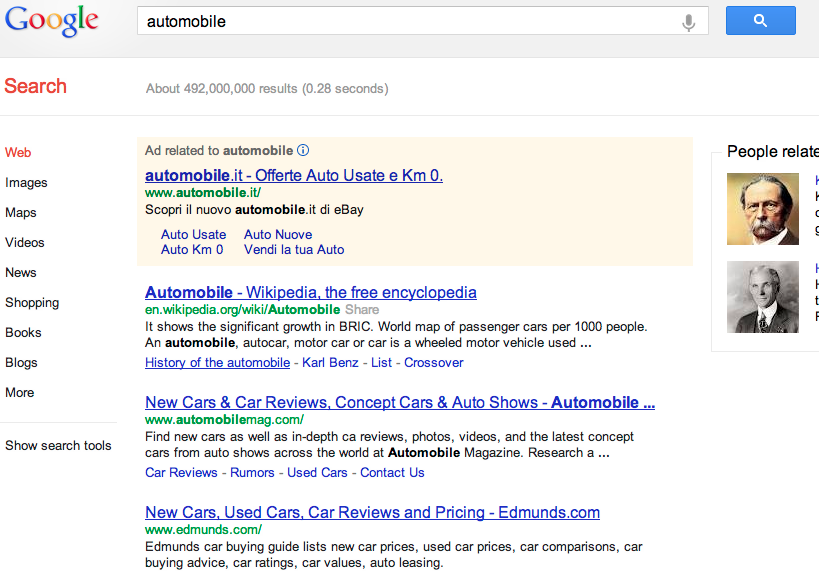 Google
automobile
Search
About 492,000,000 results (0.28 seconds)
Web
Images
Maps
Videos
News
Shopping
Books
Blogs
More
Show search tools
Ad related to automobile
automobile.it - Offerte Auto Usate e Km 0.
www.automobile.it/
Scopri il nuovo automobile.it di eBay
Auto Usate Auto Nuove
Auto Km 0 Vendi la tua Auto
Automobile - Wikipedia, the free encyclopedia
en.wikipedia.org/wiki/Automobile Share
It shows the significant growth in BRIC. World map of passenger cars per 1000 people.
An automobile, autocar, motor car or car is a wheeled motor vehicle used ...
History of the automobile - Karl Benz - List - Crossover
New Cars & Car Reviews, Concept Cars & Auto Shows - Automobile ...
www.automobilemag.com/
Find new cars as well as in-depth ca reviews, photos, videos, and the latest concept
cars from auto shows across the world at Automobile Magazine. Research a ...
Car Reviews - Rumors - Used Cars - Contact Us
New Cars, Used Cars, Car Reviews and Pricing - Edmunds.com
www.edmunds.com/
Edmunds car buying guide lists new car prices, used car prices, car comparisons, car
buying advice, car ratings, car values, auto leasing.
People relate